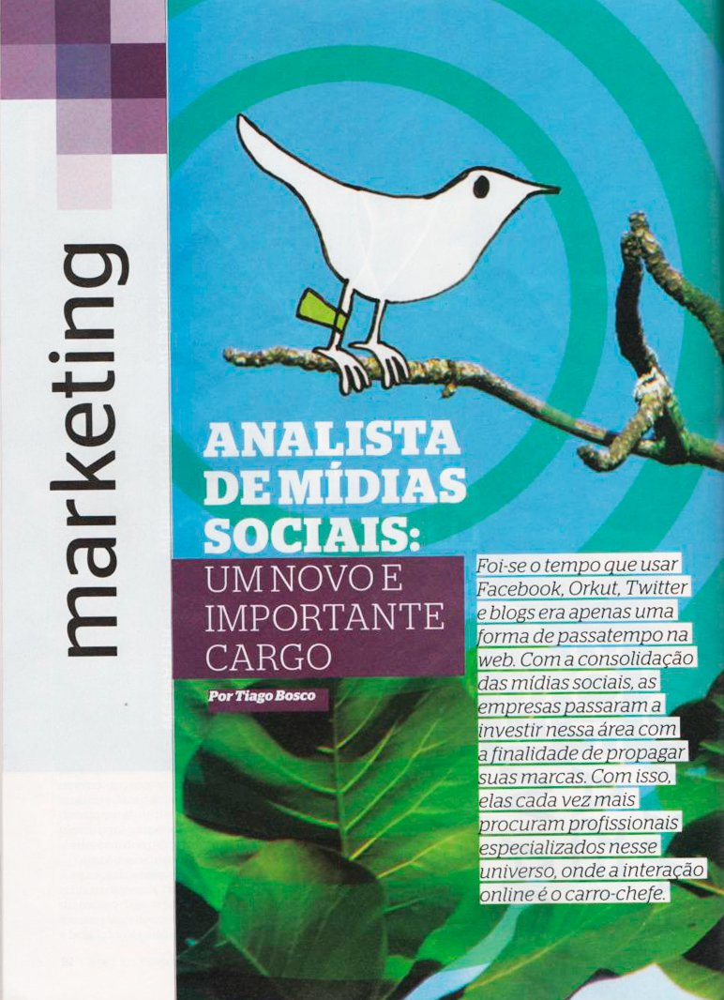 marketing
ANALISTA
DE MÍDIAS
SOCIAIS:
UM NOVO E
IMPORTANTE
CARGO
Por Tiago Bosco
Foi-se o tempo que usar
Facebook, Orkut, Twitter
e blogs era apenas uma
forma de passatempo na
web. Com a consolidação
das mídias sociais, as
empresas passaram a
investir nessa área com
a finalidade de propagar
suas marcas. Com isso,
elas cada vez mais
procuram profissionais
especializados nesse
universo, onde a interação
online é o carro-chefe.